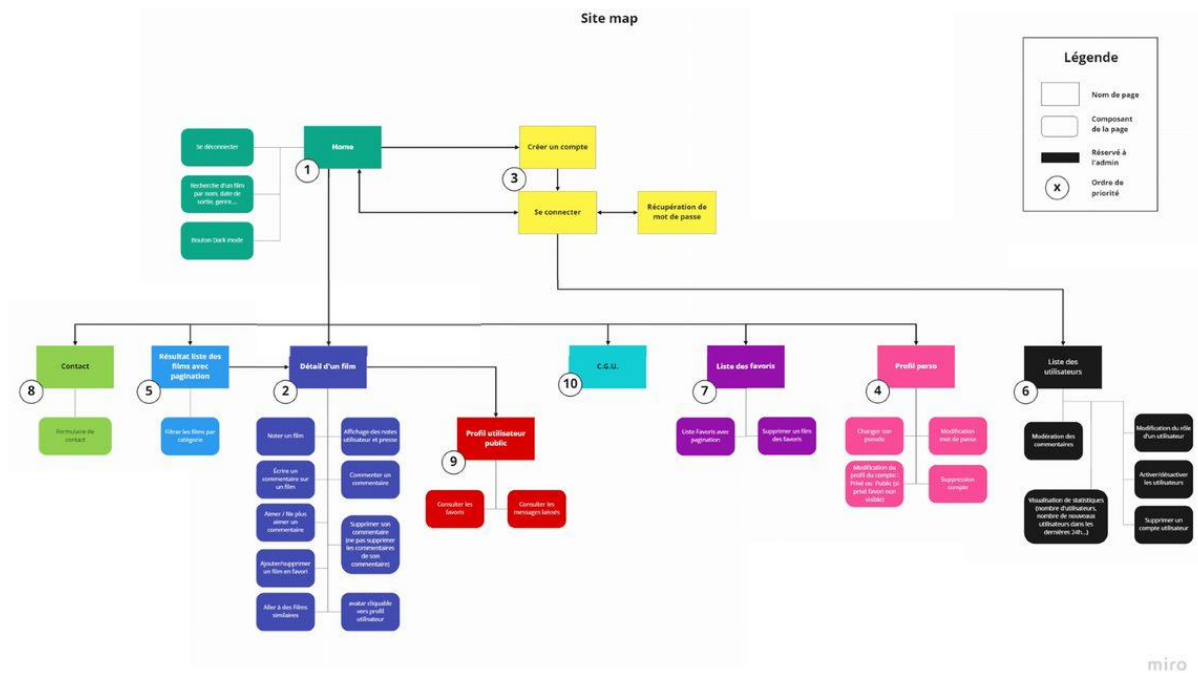 Site map
Légende
Nom de page
Composant
de la page
Réservé à
l'admin
X
Ordre de
priorité
Se déconnecter
Home
1
Créer un compte
3
Recherche d'un film
par nom, date de
sortie, genre...
Se connecter
Récupération de
mot de passe
Bouton Dark mode
Contact
8
Résultat liste des
films avec
pagination
5
Détail d'un film
2
C.G.U.
10
Liste des favoris
7
Profil perso
4
Liste des
utilisateurs
6
Formulaire de
contact
Filtrer les films par
catégorie
Noter un film
Affichage des notes
utilisateur et presse
Écrire un
commentaire sur
un film
Commenter un
commentaire
Aimer / Ne plus
aimer un
commentaire
Supprimer son
commentaire
(ne pas supprimer
les commentaires
de son
commentaire)
Ajouter/supprimer
un film en favori
Aller à des films
similaires
avatar cliquable
vers profil
utilisateur
Profil utilisateur
public
9
Consulter les
favoris
Consulter les
messages laissés
Liste Favoris avec
pagination
Supprimer un film
des favoris
Changer son
pseudo
Modification
mot de passe
Modification du
profil du compte :
Privé ou Public (si
privé favori non
visible)
Suppression
compte
Modération des
commentaires
Modification du rôle
d'un utilisateur
Activer/désactiver
les utilisateurs
Visualisation de statistiques
(nombre d'utilisateurs,
nombre de nouveaux
utilisateurs dans les
dernières 24h...)
Supprimer un
compte utilisateur
miro